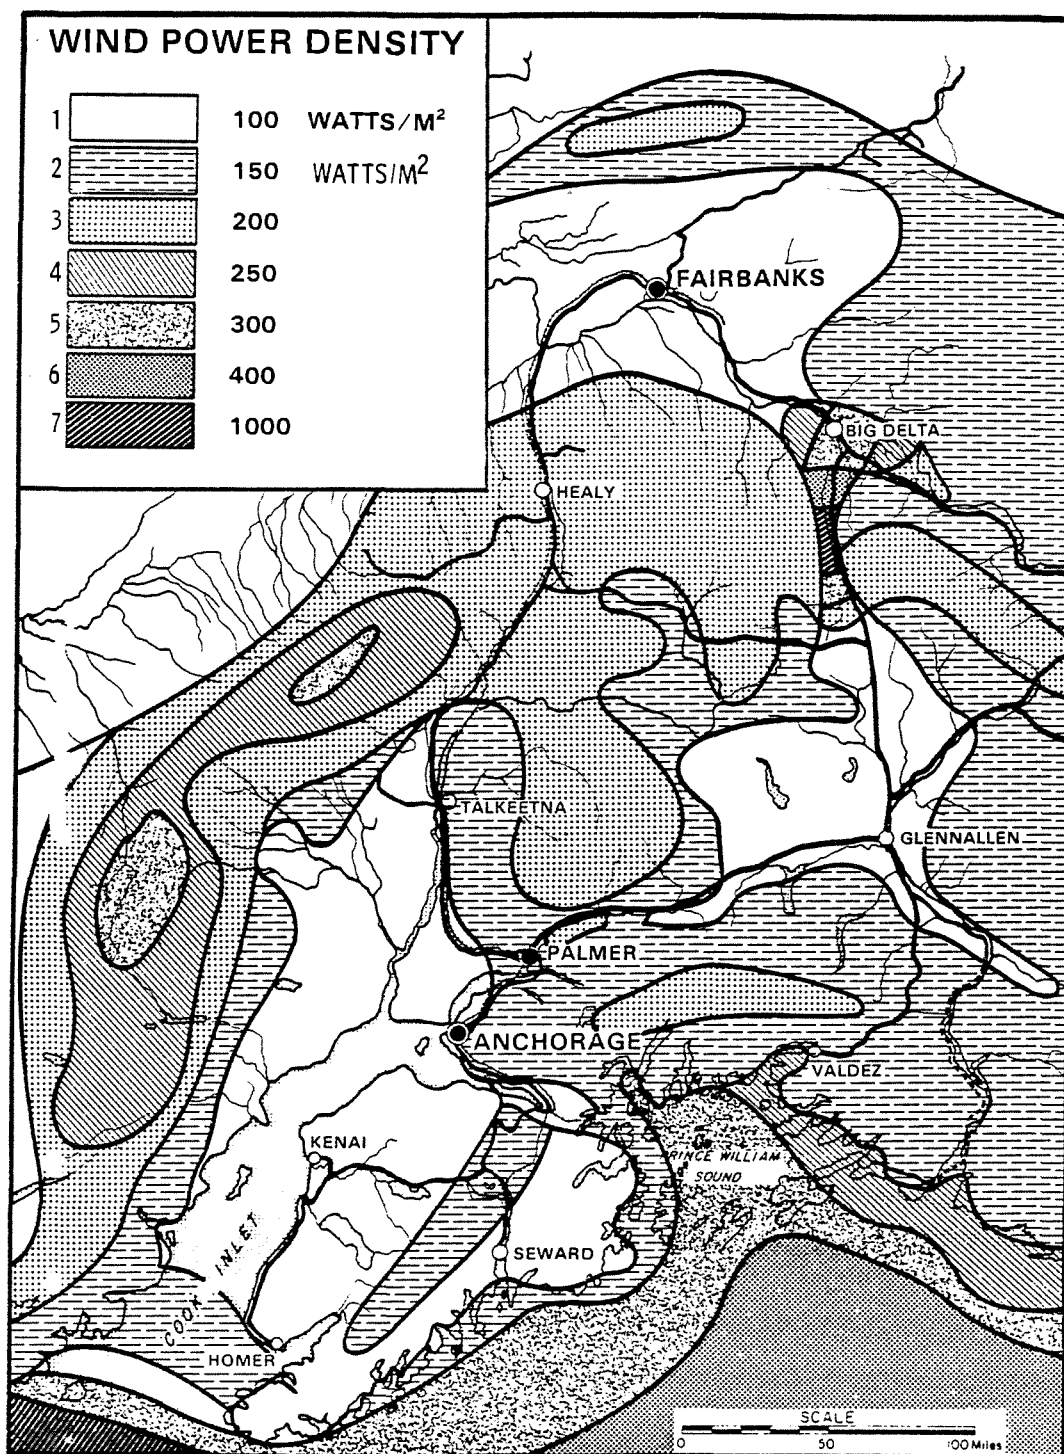 WIND POWER DENSITY
1 100 WATTS/M²
2 150 WATTS/M²
3 200
4 250
5 300
6 400
7 1000
FAIRBANKS
BIG DELTA
HEALY
TALKEETNA
GLENNALLEN
PALMER
ANCHORAGE
VALDEZ
KENAI
PRINCE WILLIAM
SOUND
SEWARD
COOK INLET
HOMER
SCALE
0 50 100 Miles